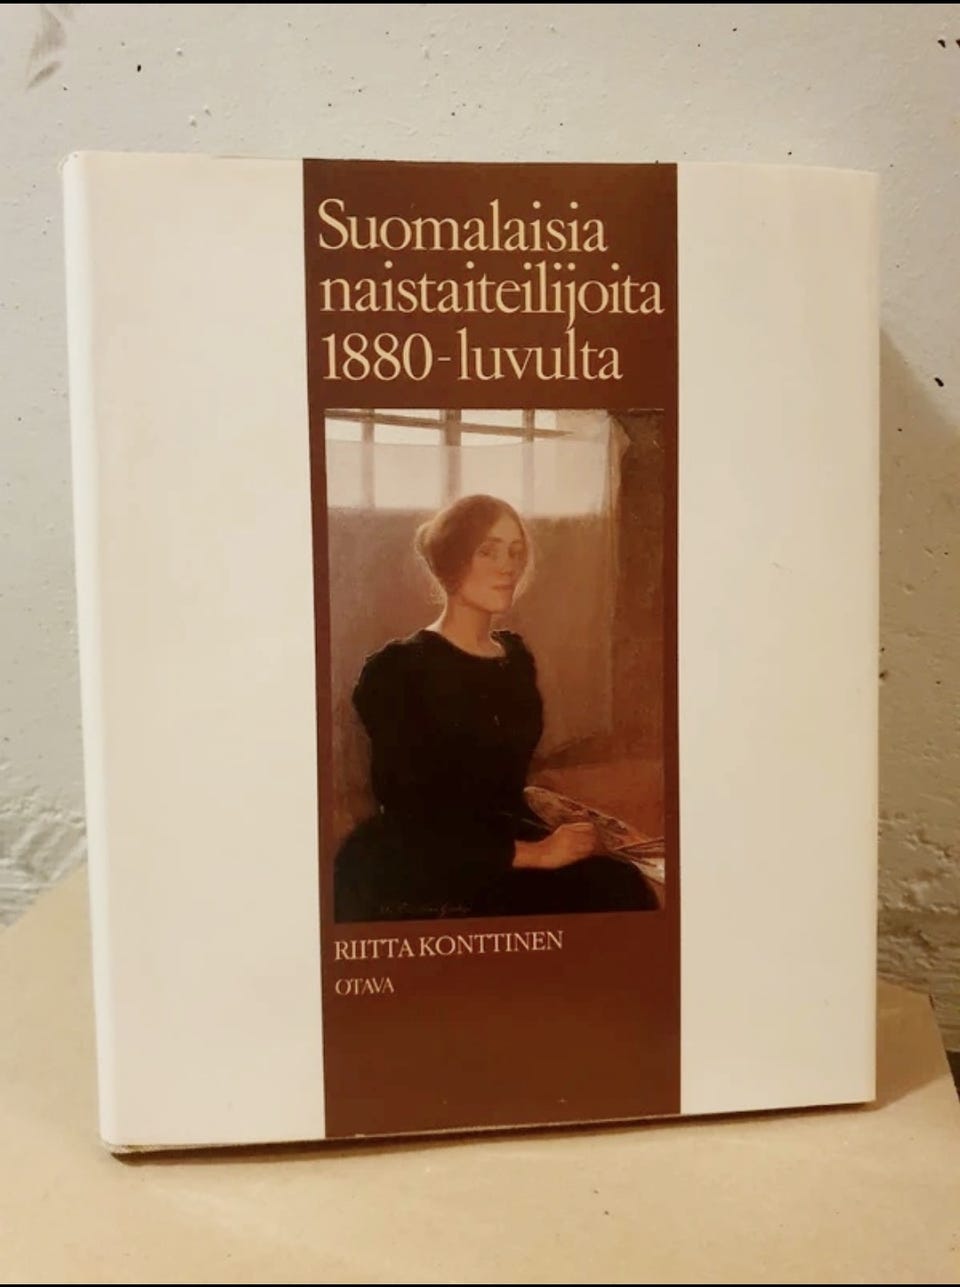 Suomalaisia
naistaiteilijoita
1880-luvulta
RIITTA KONTTINEN
OTAVA